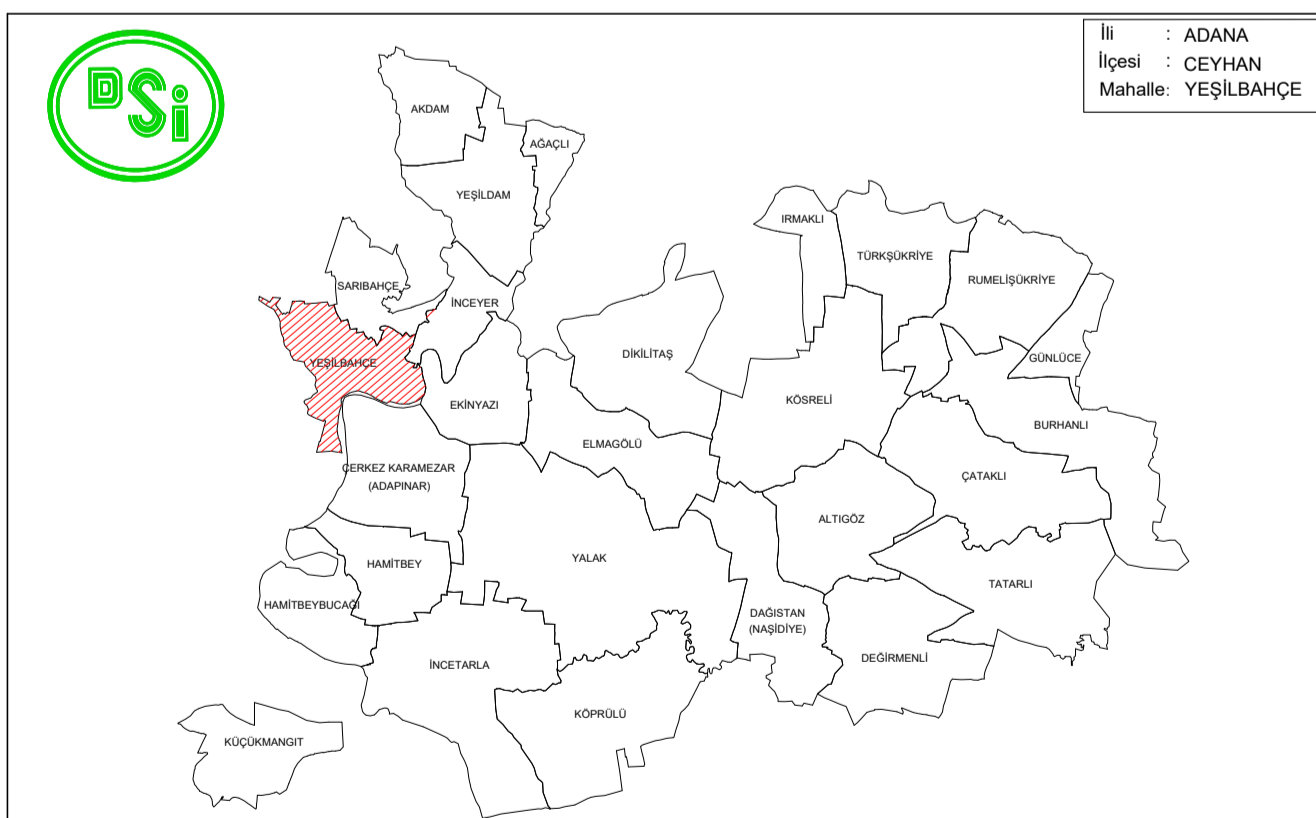 DSi
İli : ADANA
İlçesi : CEYHAN
Mahalle: YEŞİLBAHÇE
AKDAM
AĞAÇLI
YEŞİLDAM
IRMAKLI
TÜRKŞÜKRİYE
RUMELİŞÜKRİYE
SARIBAHÇE
İNCEYER
YEŞİLBAHÇE
DİKİLİTAŞ
GÜNLÜCE
EKİNYAZI
KÖSRELİ
BURHANLI
ELMAGÖLÜ
ÇERKEZ KARAMEZAR
(ADAPINAR)
ÇATAKLI
ALTIGÖZ
HAMİTBEY
YALAK
TATARLI
HAMİTBEYBUCAĞI
DAĞISTAN
(NAŞİDİYE)
İNCETARLA
DEĞİRMENLİ
KÖPRÜLÜ
KÜÇÜKMANGIT